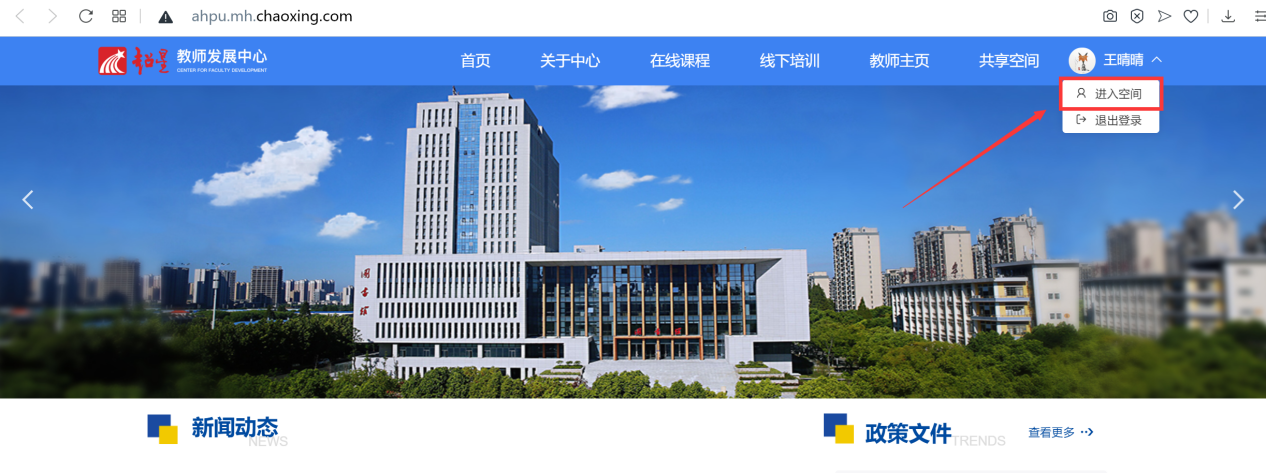 ahpu.mh.chaoxing.com
教师发展中心
CENTER FOR FACULTY DEVELOPMENT
首页
关于中心
在线课程
线下培训
教师主页
共享空间
王晴晴
进入空间
退出登录
图书馆
新闻动态
NEWS
政策文件
TRENDS
查看更多